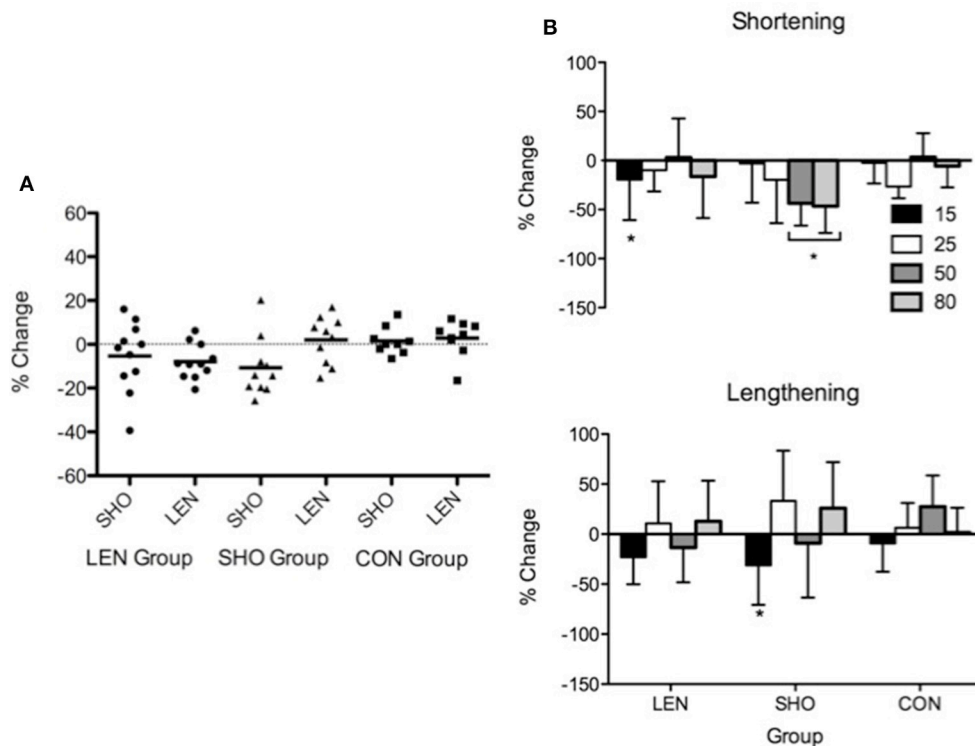 A
% Change
60
40
20
0
-20
-40
-60
SHO
LEN
SHO
LEN
SHO
LEN
LEN Group
SHO Group
CON Group
B
Shortening
% Change
100
50
0
-50
-100
-150
*
*
15
25
50
80
Lengthening
% Change
100
50
0
-50
-100
-150
*
LEN
SHO
CON
Group